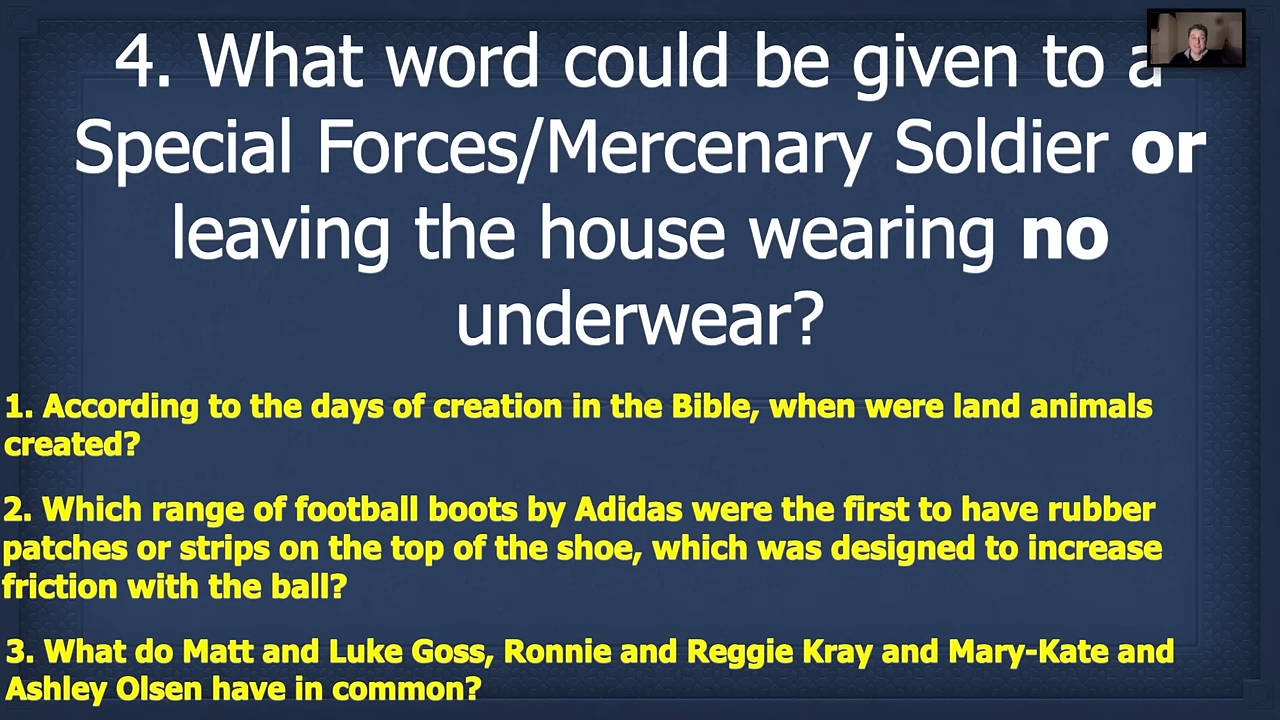 4. What word could be given to a
Special Forces/Mercenary Soldier or
leaving the house wearing no
underwear?
1. According to the days of creation in the Bible, when were land animals
created?
2. Which range of football boots by Adidas were the first to have rubber
patches or strips on the top of the shoe, which was designed to increase
friction with the ball?
3. What do Matt and Luke Goss, Ronnie and Reggie Kray and Mary-Kate and
Ashley Olsen have in common?